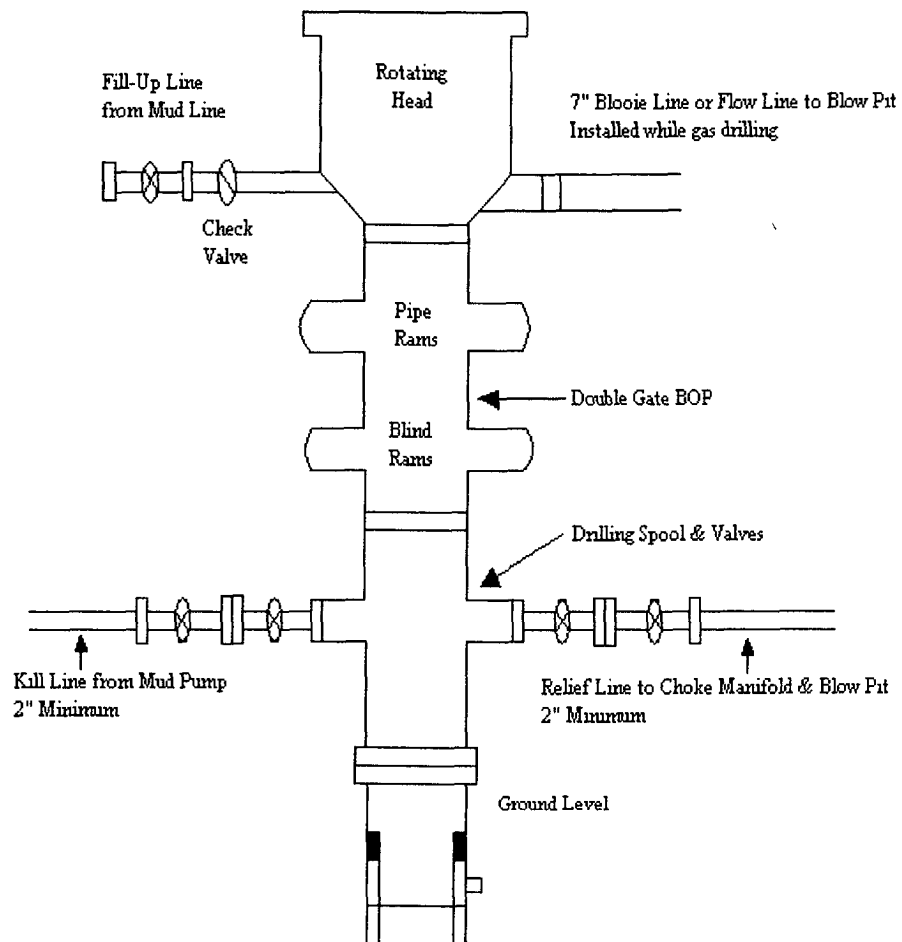 Rotating
Head
Fill-Up Line
from Mud Line
7" Blooie Line or Flow Line to Blow Pit
Installed while gas drilling
Check
Valve
Pipe
Rams
Double Gate BOP
Blind
Rams
Drilling Spool & Valves
Kill Line from Mud Pump
2" Minimum
Relief Line to Choke Manifold & Blow Pit
2" Minimum
Ground Level